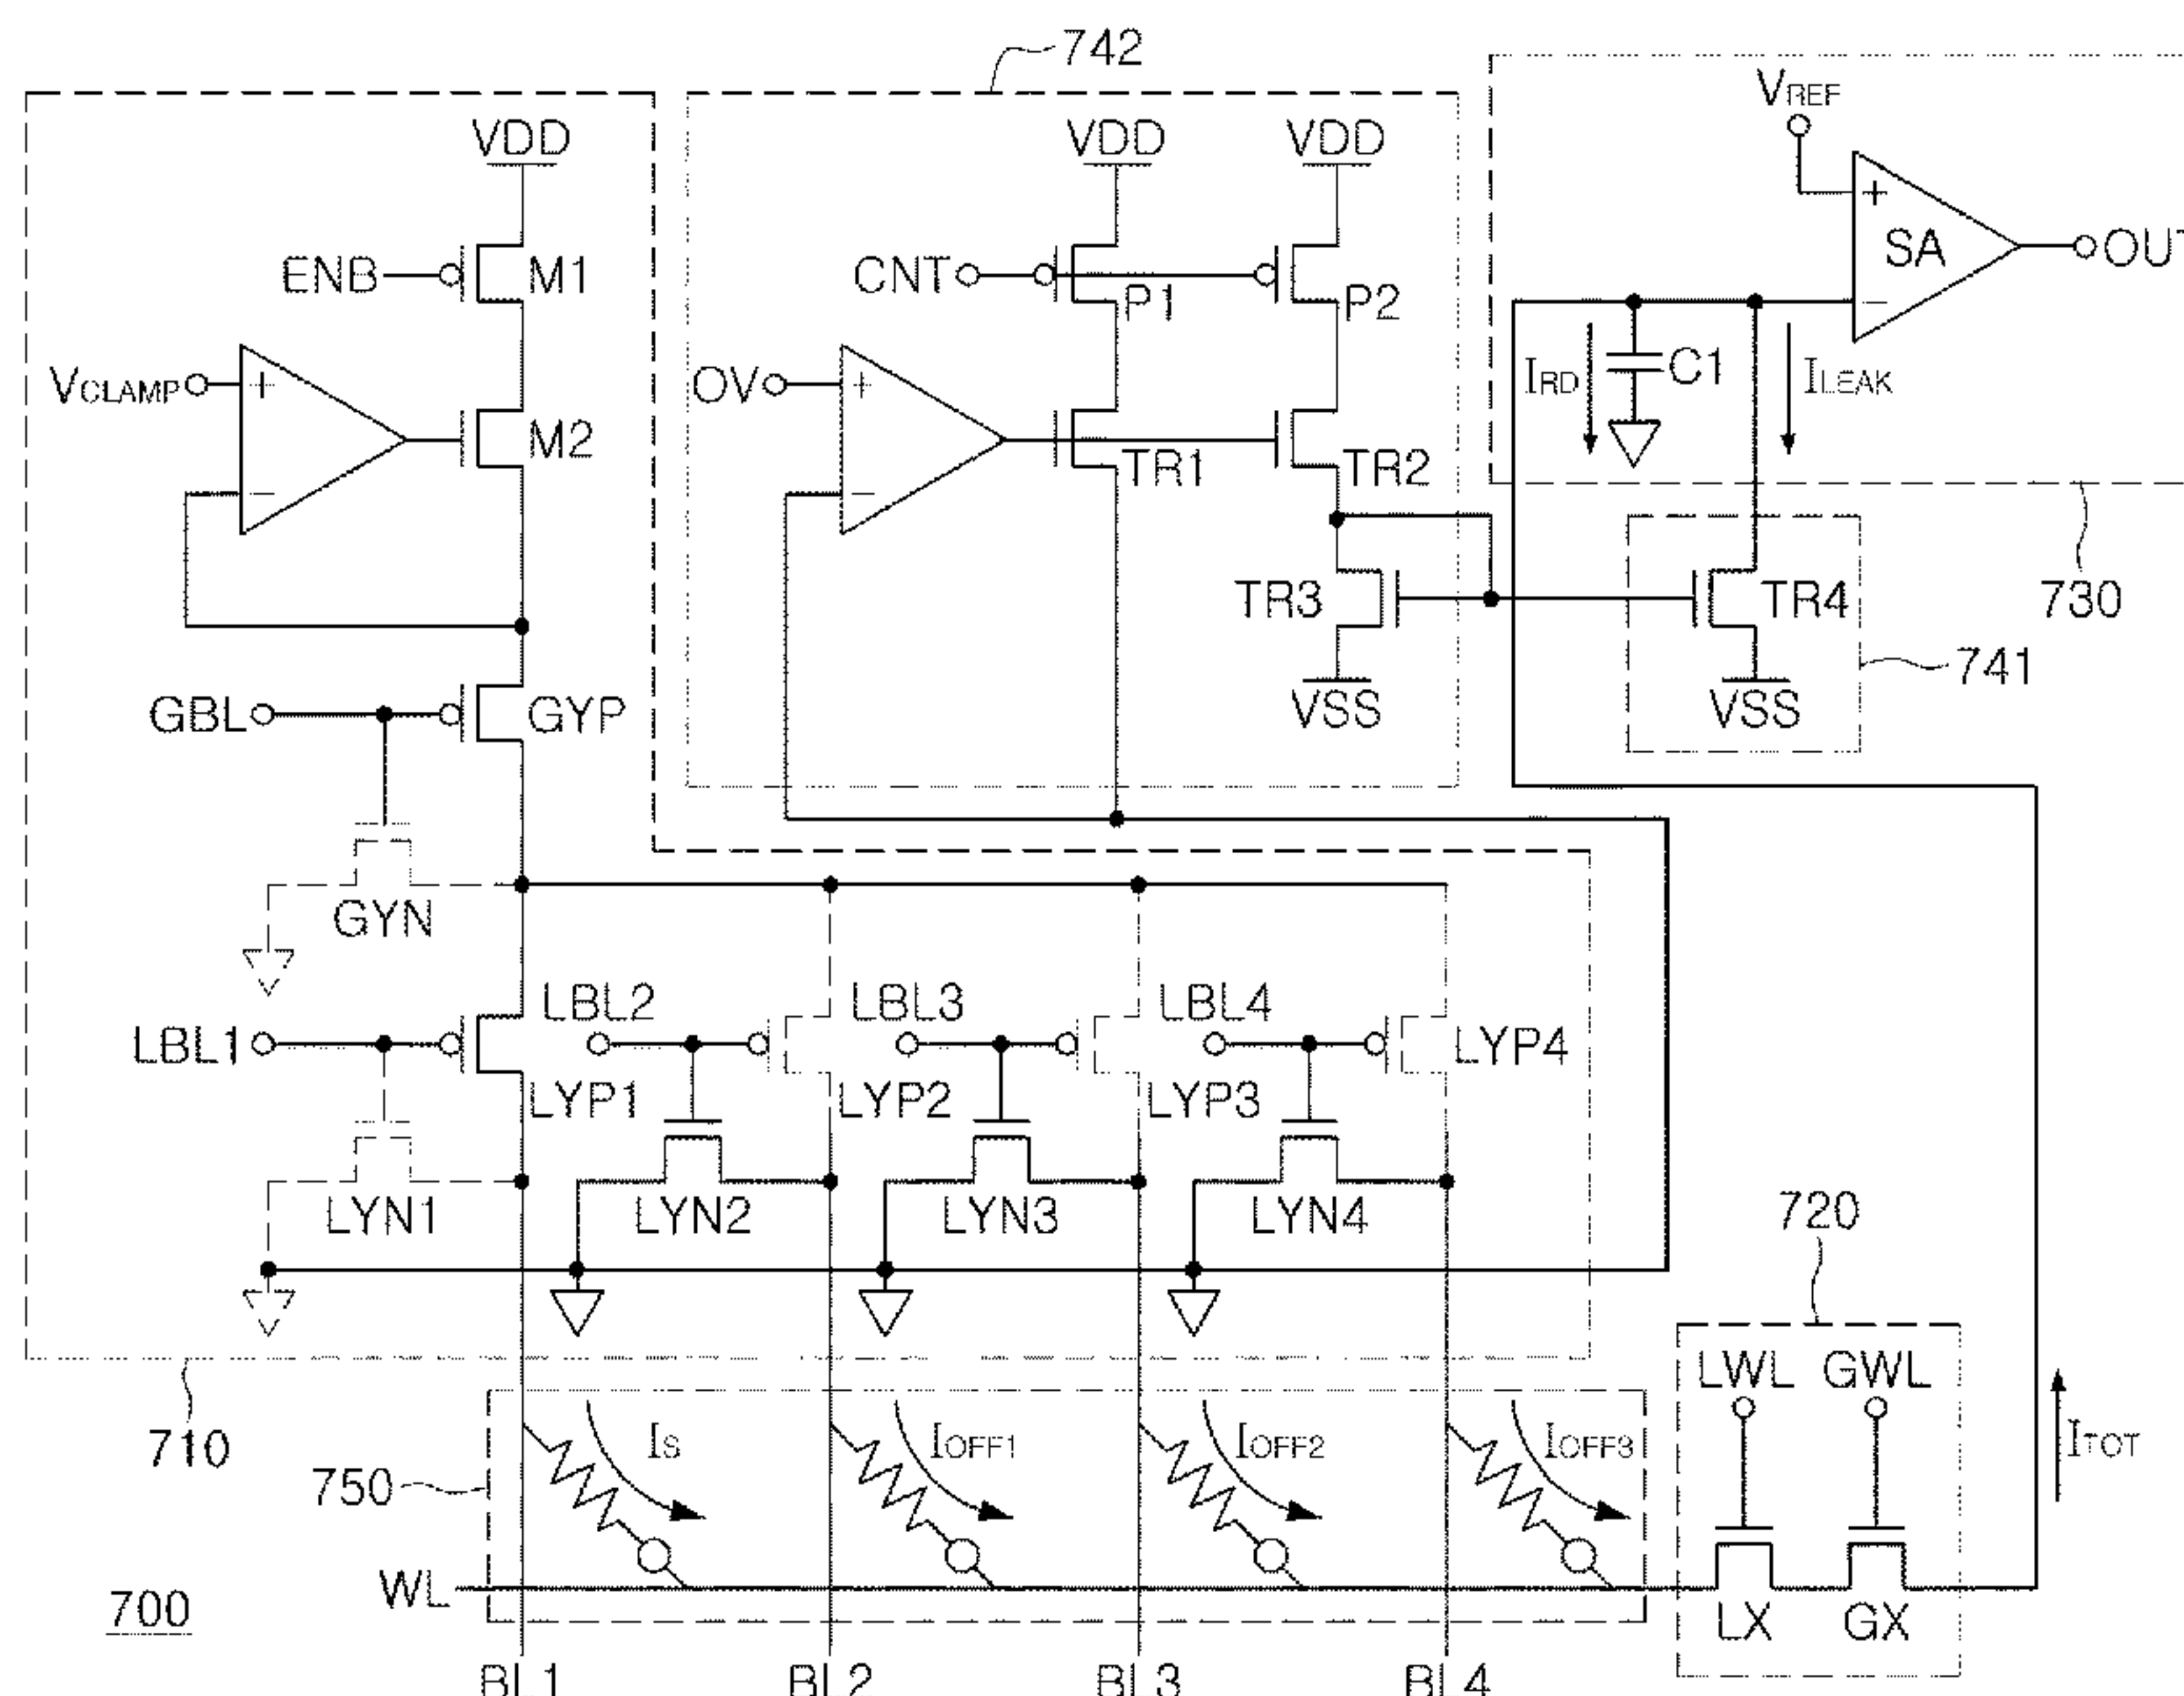 742
VDD
VDD
VDD
VREF
ENB
M1
CNT
P1
P2
+
SA
−
VCLAMP
+
−
M2
OV
+
−
TR1
TR2
IRD
C1
ILEAK
TR3
TR4
730
VSS
VSS
741
GBL
GYP
GYN
LBL1
LBL2
LBL3
LBL4
LYP1
LYP2
LYP3
LYP4
LYN1
LYN2
LYN3
LYN4
720
710
LWL
GWL
750
IS
IOFF1
IOFF2
IOFF3
ITOT
WL
700
LX
GX
BL1
BL2
BL3
BL4